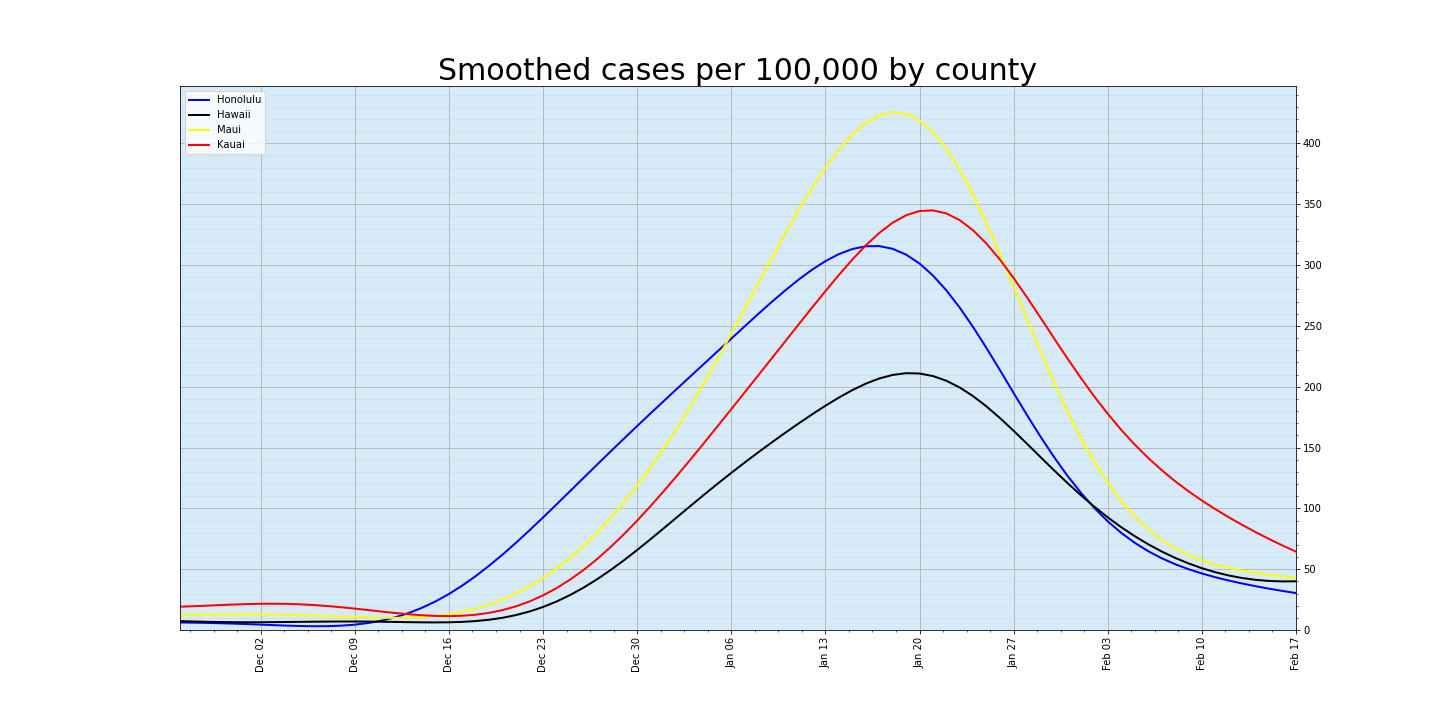 Smoothed cases per 100,000 by county
Honolulu
Hawaii
Maui
Kauai
400
350
300
250
200
150
100
50
0
Dec 02
Dec 09
Dec 16
Dec 23
Dec 30
Jan 06
Jan 13
Jan 20
Jan 27
Feb 03
Feb 10
Feb 17